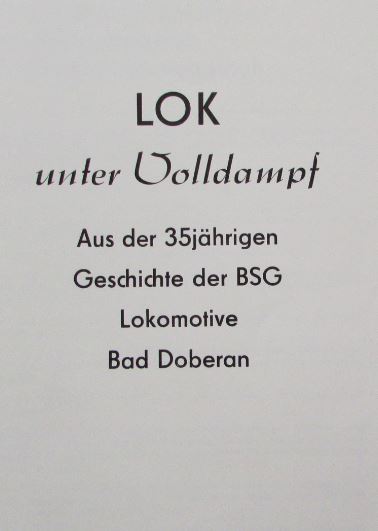 LOK
unter Volldampf
Aus der 35jährigen
Geschichte der BSG
Lokomotive
Bad Doberan